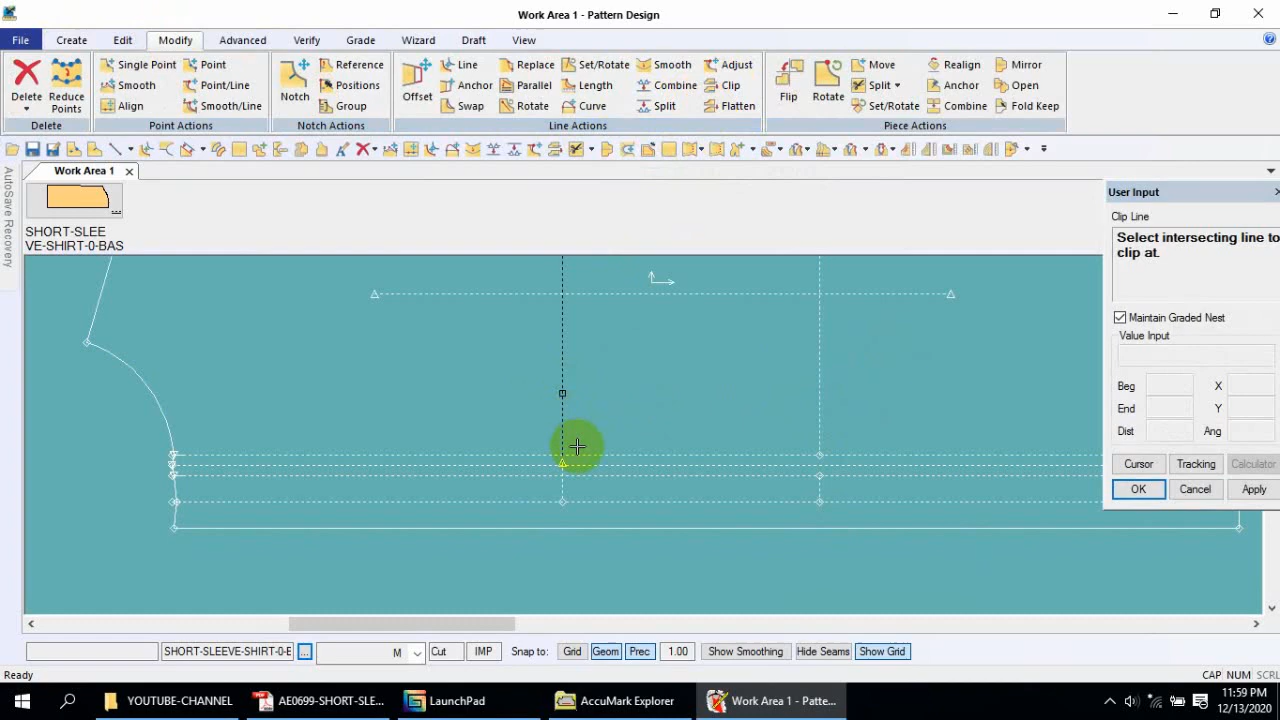 Work Area 1 - Pattern Design
File Create Edit Modify Advanced Verify Grade Wizard Draft View
Single Point Point Reference Line Replace Set/Rotate Smooth Adjust Move Realign Mirror
Delete Reduce Points Smooth Point/Line Notch Positions Offset Anchor Parallel Length Combine Clip Flip Rotate Split Anchor Open
Align Smooth/Line Group Swap Rotate Curve Split Flatten Set/Rotate Combine Fold Keep
Delete Point Actions Notch Actions Line Actions Piece Actions
Work Area 1
AutoSave Recovery
SHORT-SLEE
VE-SHIRT-0-BAS
User Input
Clip Line
Select intersecting line to
clip at.
Maintain Graded Nest
Value Input
Beg X
End Y
Dist Ang
Cursor Tracking Calculator
OK Cancel Apply
SHORT-SLEEVE-SHIRT-0-E ... M Cut IMP Snap to: Grid Geom Prec 1.00 Show Smoothing Hide Seams Show Grid
Ready CAP NUM SCRL
YOUTUBE-CHANNEL AE0699-SHORT-SLE... LaunchPad AccuMark Explorer Work Area 1 - Patte...
11:59 PM
12/13/2020